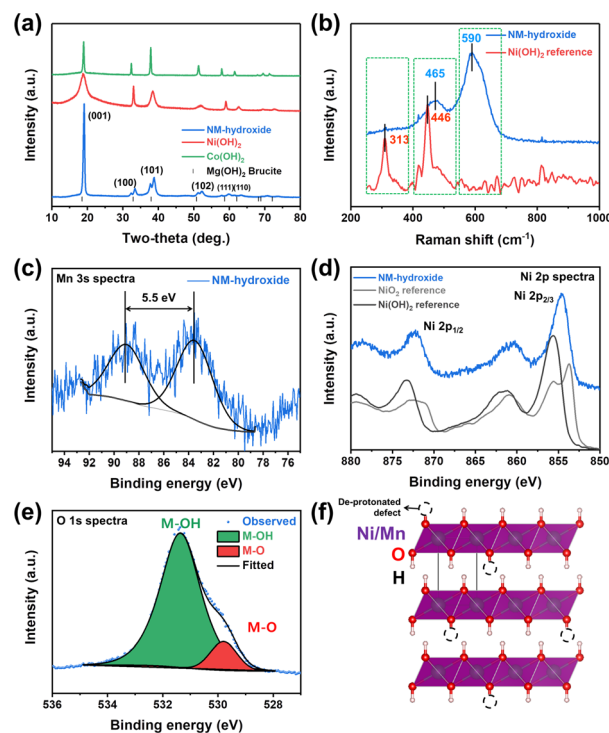 (a)
Intensity (a.u.)
(001)
(100)
(101)
(102)
(111)
(110)
NM-hydroxide
Ni(OH)2
Co(OH)2
Mg(OH)2 Brucite
10 20 30 40 50 60 70 80
Two-theta (deg.)
(b)
Intensity (a.u.)
590
NM-hydroxide
Ni(OH)2 reference
465
446
313
200 400 600 800 1000
Raman shift (cm-1)
(c)
Intensity (a.u.)
Mn 3s spectra
NM-hydroxide
5.5 eV
94 92 90 88 86 84 82 80 78 76
Binding energy (eV)
(d)
Intensity (a.u.)
NM-hydroxide
NiO2 reference
Ni(OH)2 reference
Ni 2p spectra
Ni 2p2/3
Ni 2p1/2
880 875 870 865 860 855 850
Binding energy (eV)
(e)
Intensity (a.u.)
O 1s spectra
M-OH
Observed
M-OH
M-O
Fitted
M-O
536 534 532 530 528
Binding energy (eV)
(f)
De-protonated
defect
Ni/Mn
O
H